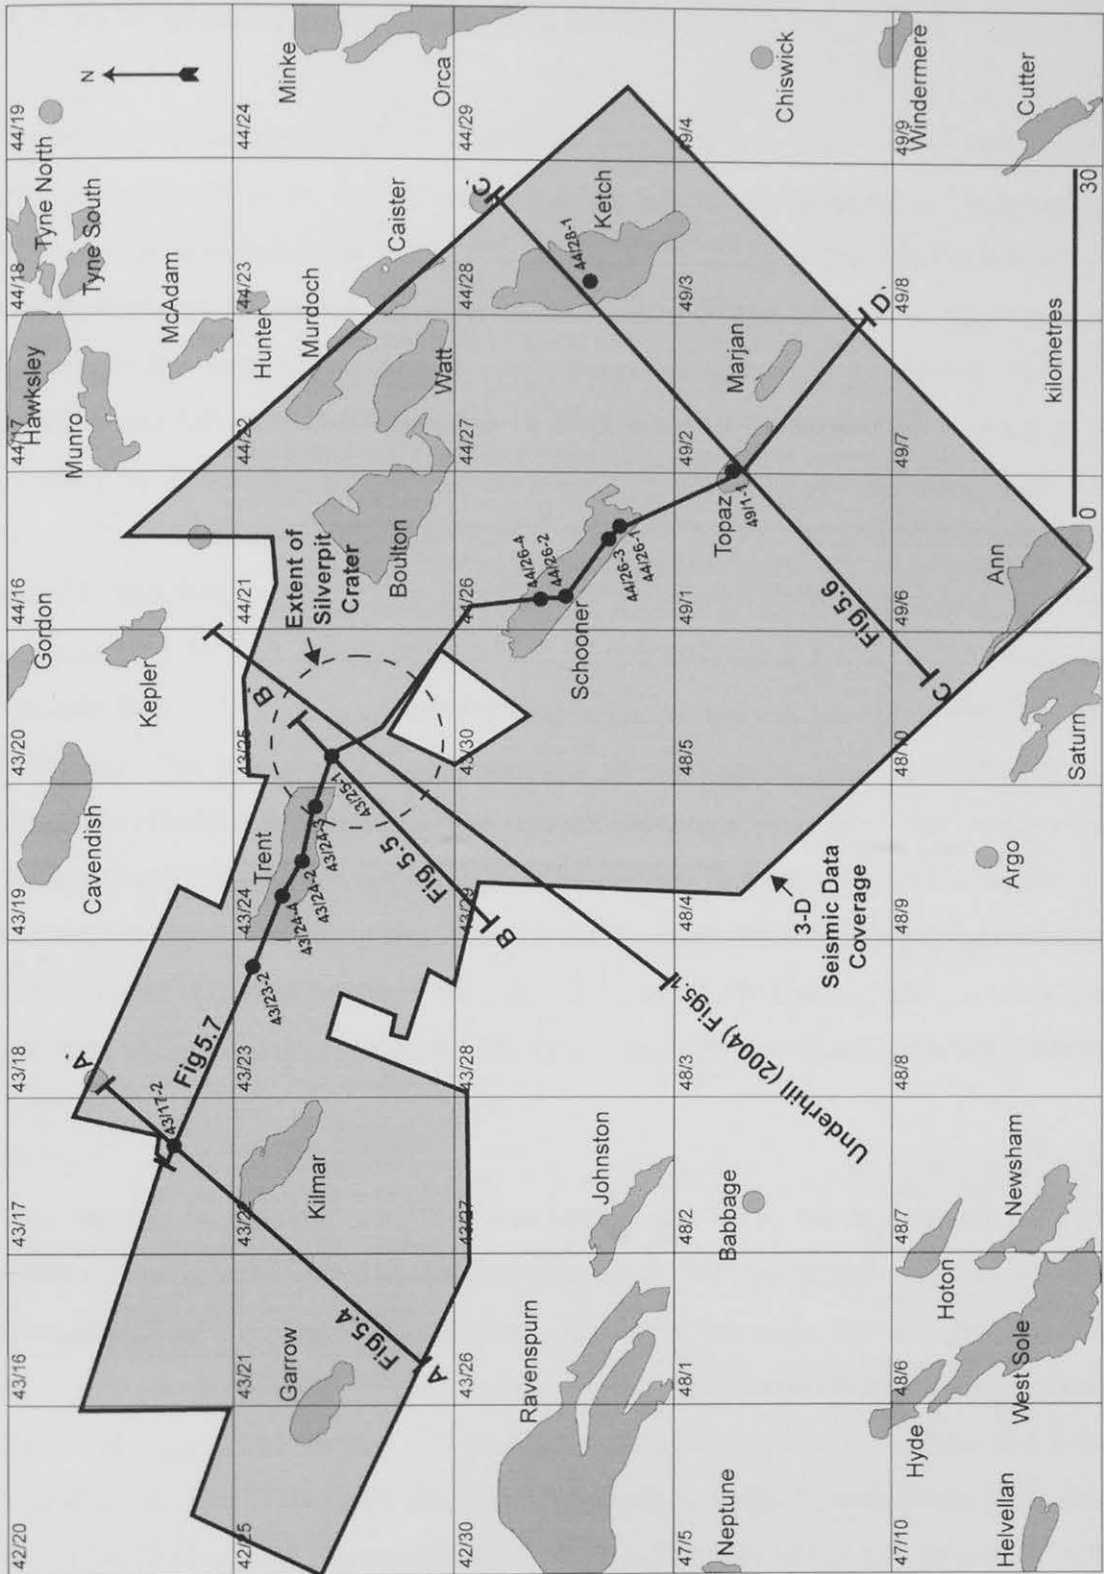 42/20
43/16
43/17
43/18
43/19
43/20
44/16
44/17
44/18
44/19
Hawksley
Tyne North
Gordon
N
Munro
Tyne South
Cavendish
A'
Kepler
McAdam
43/17-2
Fig 5.7
42/25
43/21
43/22
43/23
43/24
43/25
44/21
44/22
44/23
44/24
Hunter
Minke
Trent
B'
43/23-2
43/24-4
43/24-2
43/24-3
43/25-1
Garrow
Kilmar
Extent of
Silverpit
Crater
Murdoch
Boulton
Caister
Watt
Orca
Fig 5.4
Fig 5.5
A
42/30
43/26
43/27
43/28
43/29
43/30
44/26
44/27
44/28
44/29
C'
B
44/26-4
44/26-2
44/26-3
44/26-1
44/28-1
Ketch
Ravenspurn
Johnston
Schooner
47/5
48/1
48/2
48/3
48/4
48/5
49/1
49/2
49/3
49/4
Underhill (2004) Fig5.1
Neptune
Babbage
Topaz
49/1-1
Marjan
Chiswick
3-D
Seismic Data
Coverage
Fig 5.6
D'
47/10
48/6
48/7
48/8
48/9
48/10
49/6
49/7
49/8
49/9
Windermere
Hyde
Hoton
C
Helvellan
West Sole
Newsham
Argo
Saturn
Ann
Cutter
kilometres
0
30